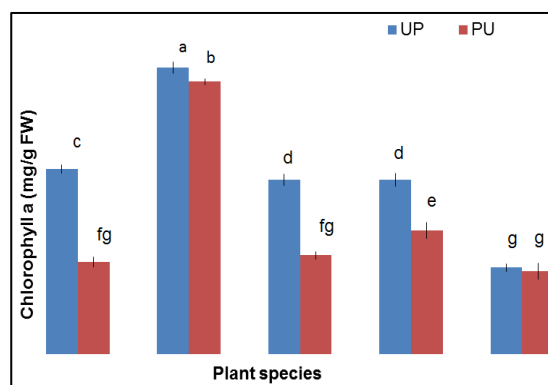 UP PU
a
b
c
d
d
e
fg
fg
g
g
Chlorophyll a (mg/g FW)
Plant species